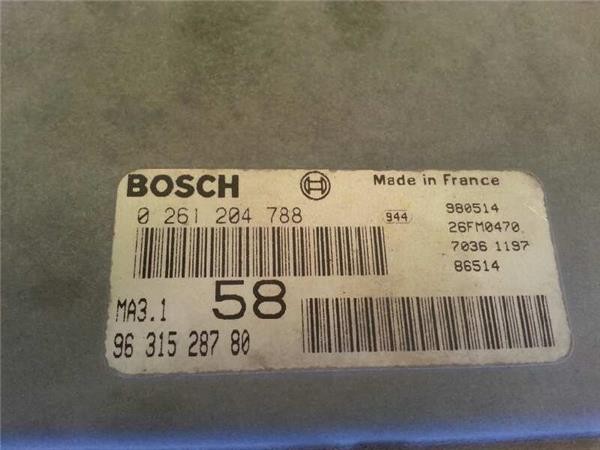 BOSCH Made in France
0 261 204 788 944 980514
26FM0470
7036 1197
86514
MA3.1 58
96 315 287 80